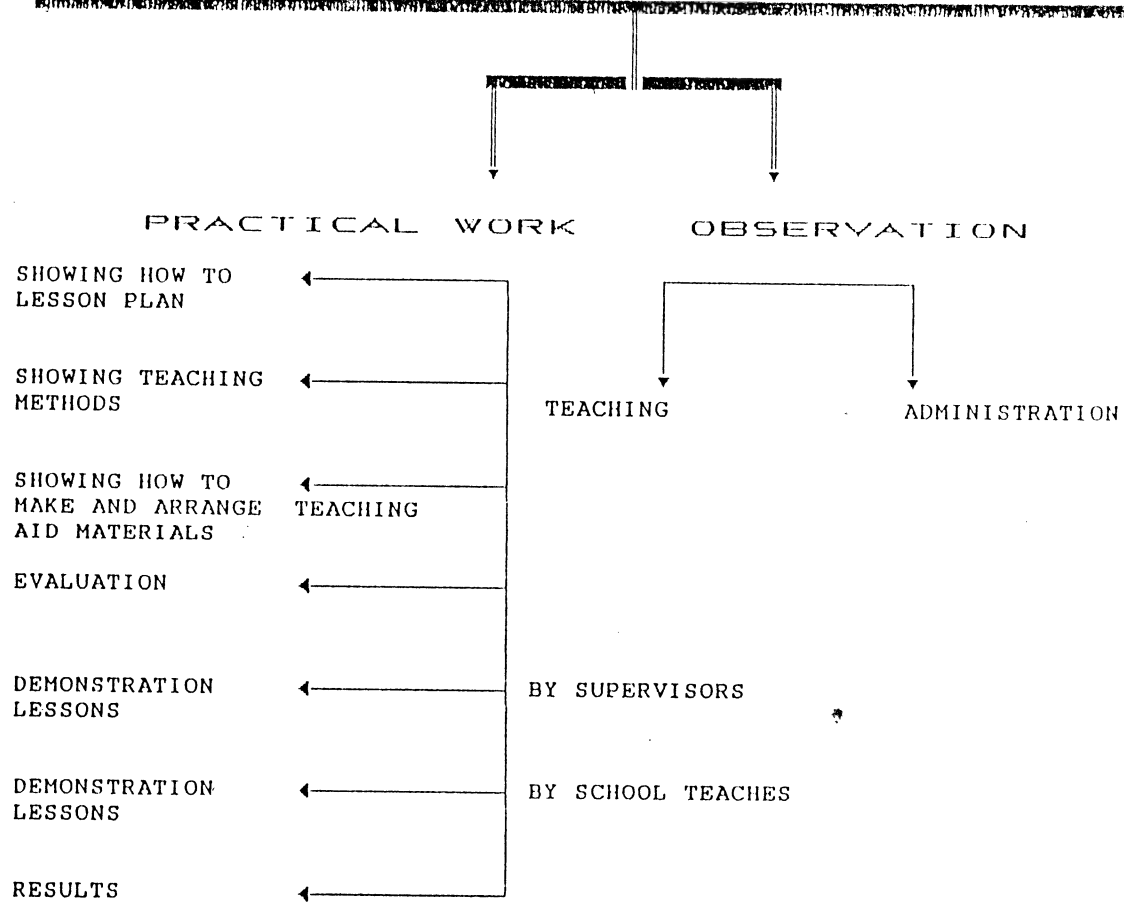 PRACTICAL WORK
OBSERVATION
SHOWING HOW TO
LESSON PLAN
SHOWING TEACHING
METHODS
TEACHING
ADMINISTRATION
SHOWING HOW TO
MAKE AND ARRANGE TEACHING
AID MATERIALS
EVALUATION
DEMONSTRATION
LESSONS
BY SUPERVISORS
DEMONSTRATION
LESSONS
BY SCHOOL TEACHES
RESULTS